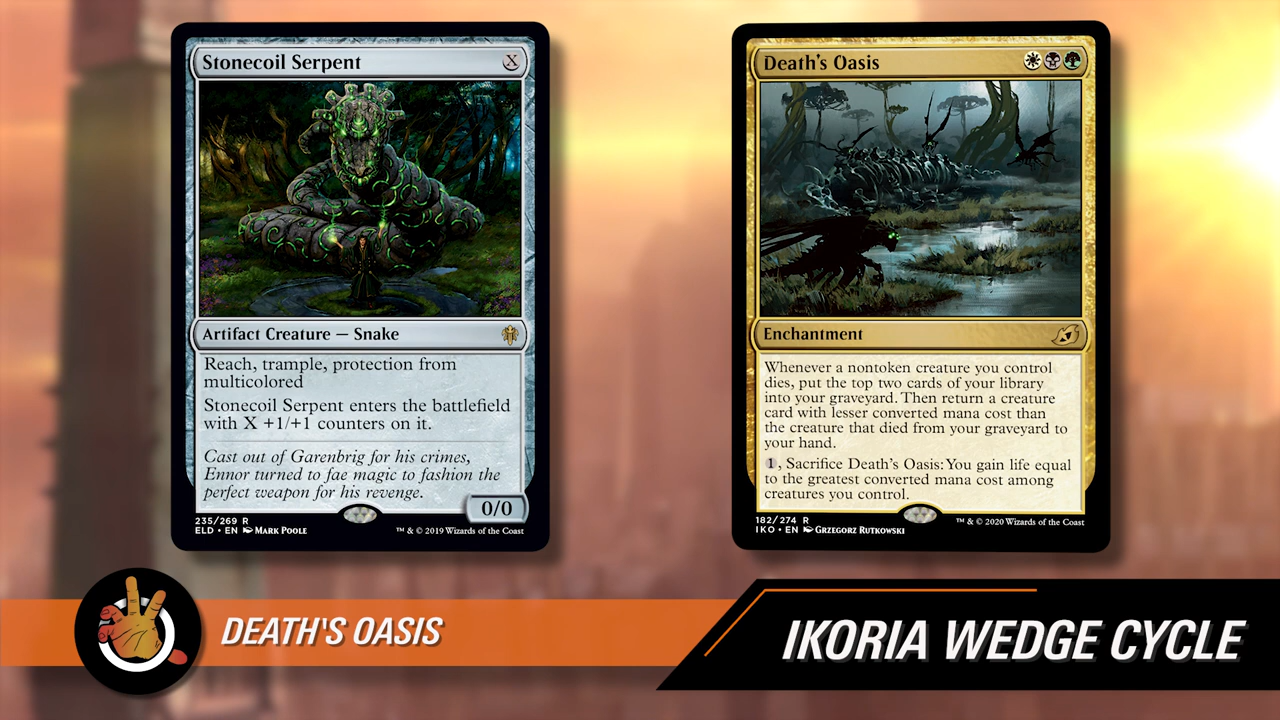 Stonecoil Serpent X
Artifact Creature — Snake
Reach, trample, protection from
multicolored
Stonecoil Serpent enters the battlefield
with X +1/+1 counters on it.
Cast out of Garenbrig for his crimes,
Ennor turned to fae magic to fashion the
perfect weapon for his revenge.
0/0
235/269 R
ELD • EN Mark Poole
™ & © 2019 Wizards of the Coast
Death's Oasis
Enchantment
Whenever a nontoken creature you control
dies, put the top two cards of your library
into your graveyard. Then return a creature
card with lesser converted mana cost than
the creature that died from your graveyard to
your hand.
1, Sacrifice Death's Oasis: You gain life equal
to the greatest converted mana cost among
creatures you control.
182/274 R
IKO • EN Grzegorz Rutkowski
™ & © 2020 Wizards of the Coast
DEATH'S OASIS
IKORIA WEDGE CYCLE